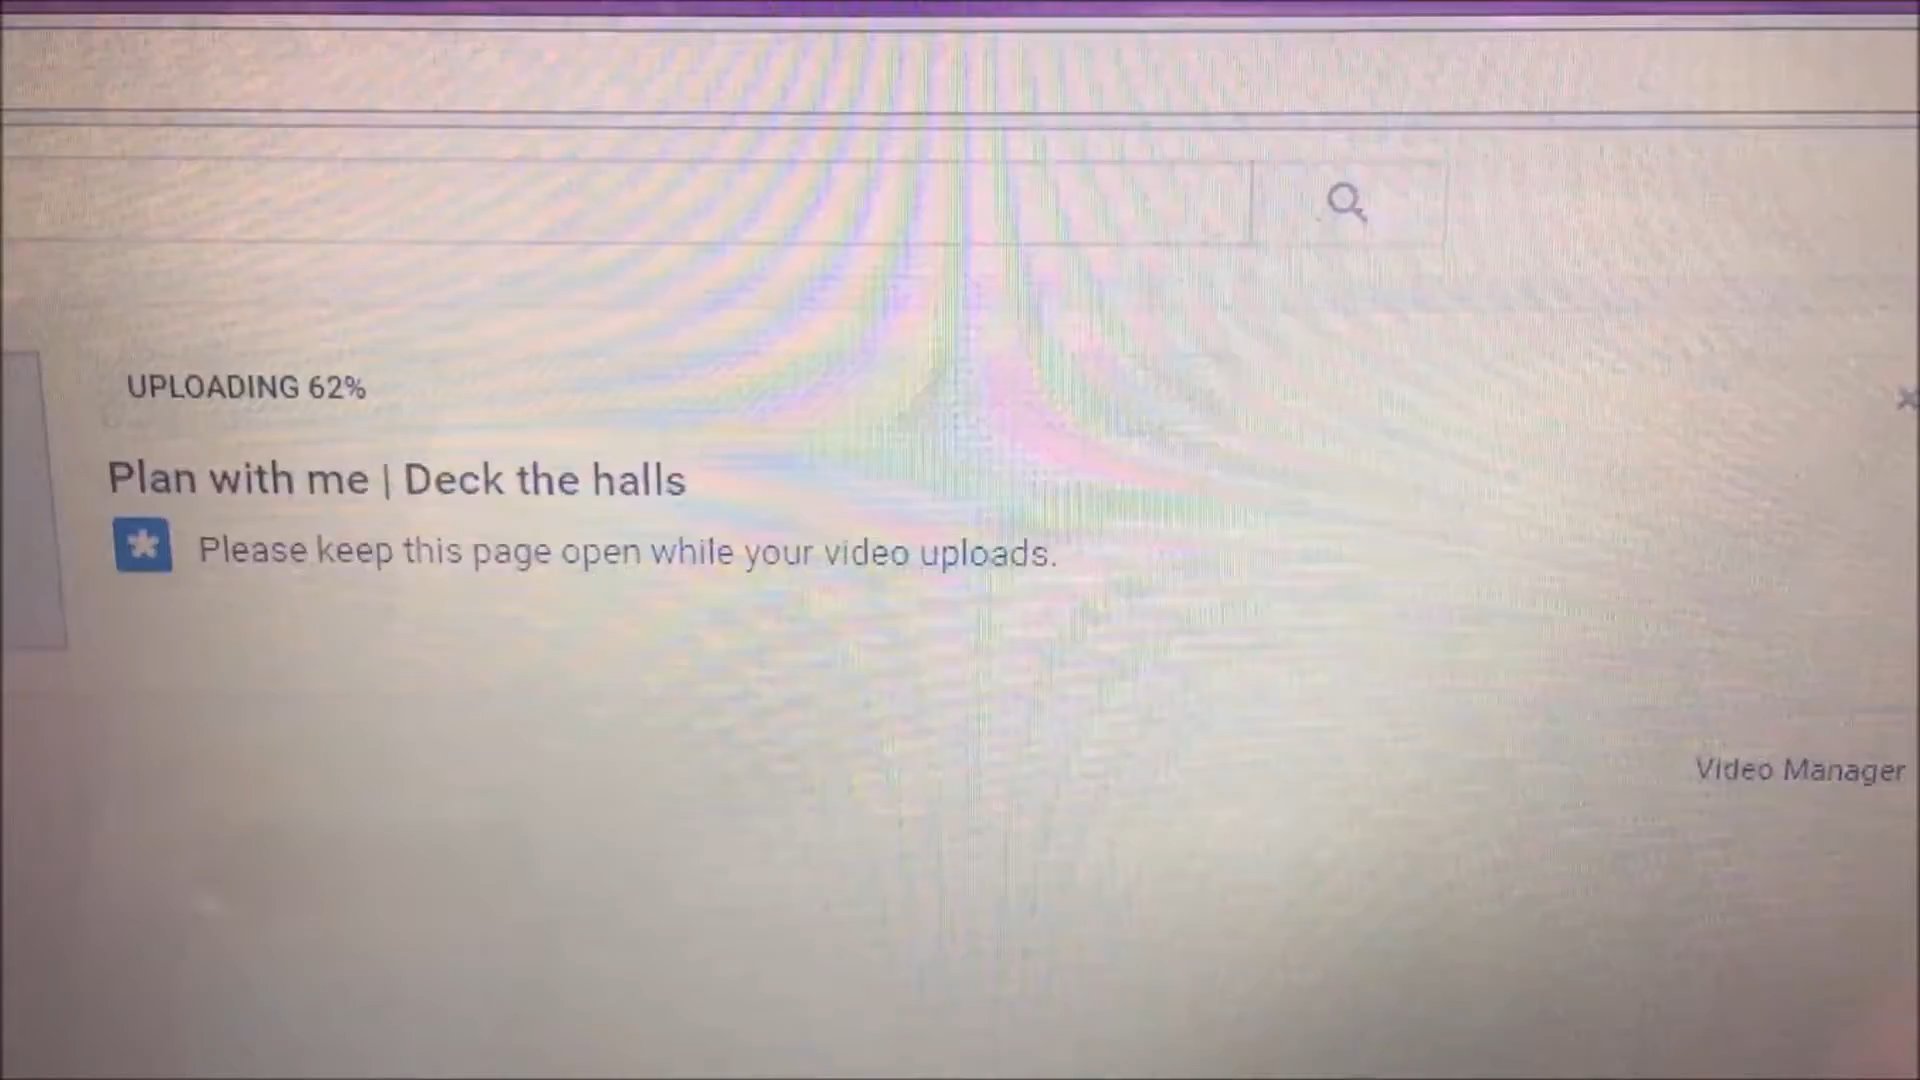 UPLOADING 62%
Plan with me | Deck the halls
Please keep this page open while your video uploads.
Video Manager